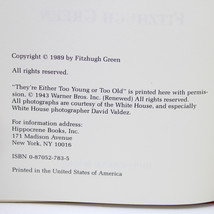 Copyright © 1989 by Fitzhugh Green
All rights reserved.
"They're Either Too Young or Too Old" is printed here with permis-
sion, © 1943 Warner Bros. Inc. (Renewed) All rights reserved.
All photographs are courtesy of the White House, and especially
White House photographer David Valdez.
For information, address:
Hippocrene Books, Inc.
171 Madison Avenue
New York, NY 10016
ISBN 0-87052-783-5
Printed in the United States of America